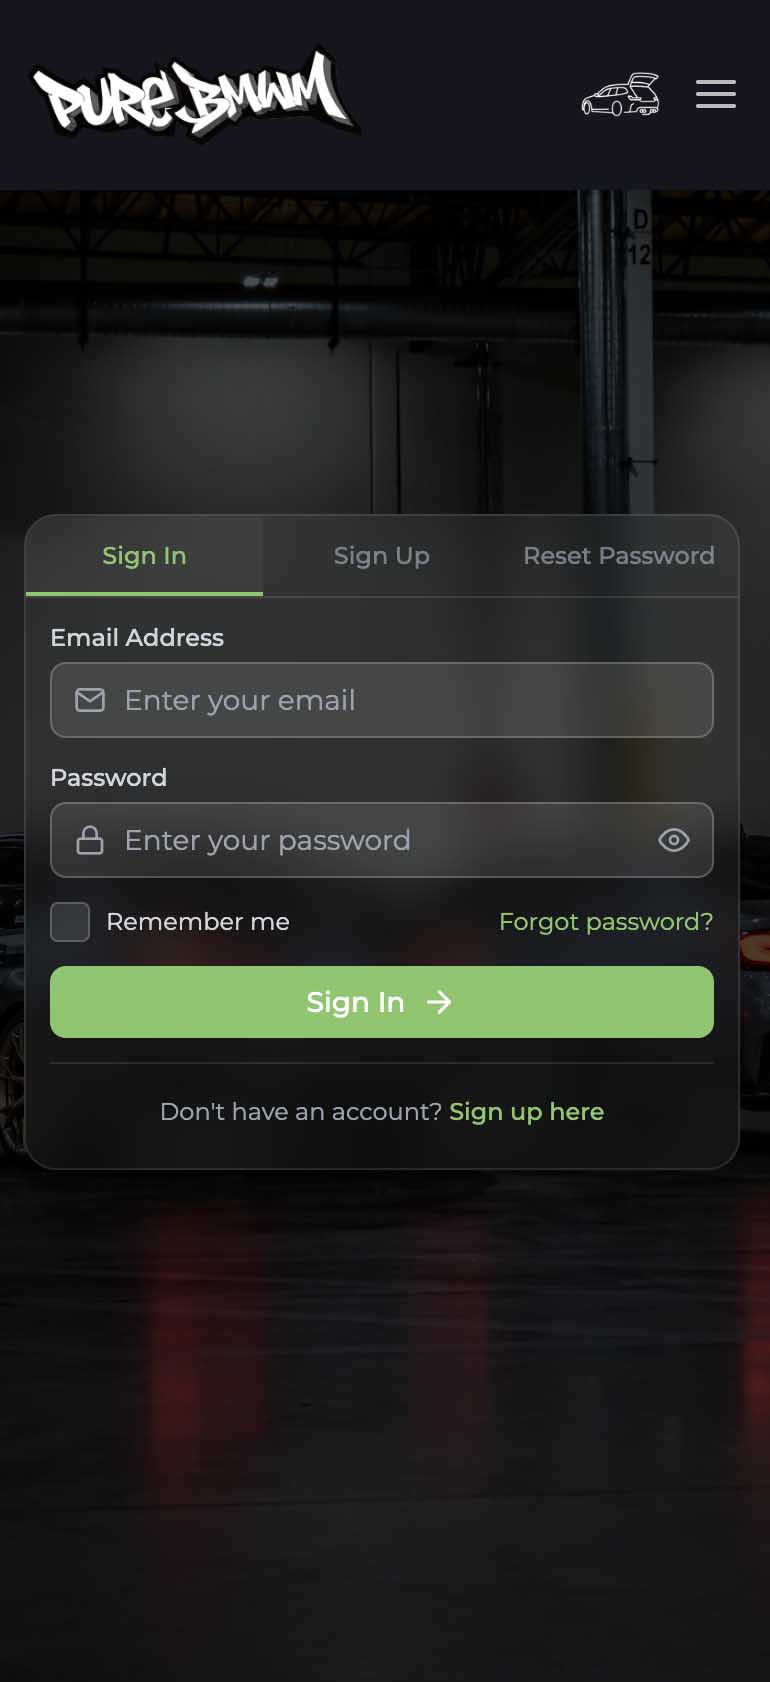 PURE BMWM
D
12
Sign In
Sign Up
Reset Password
Email Address
Enter your email
Password
Enter your password
Remember me
Forgot password?
Sign In
Don't have an account? Sign up here